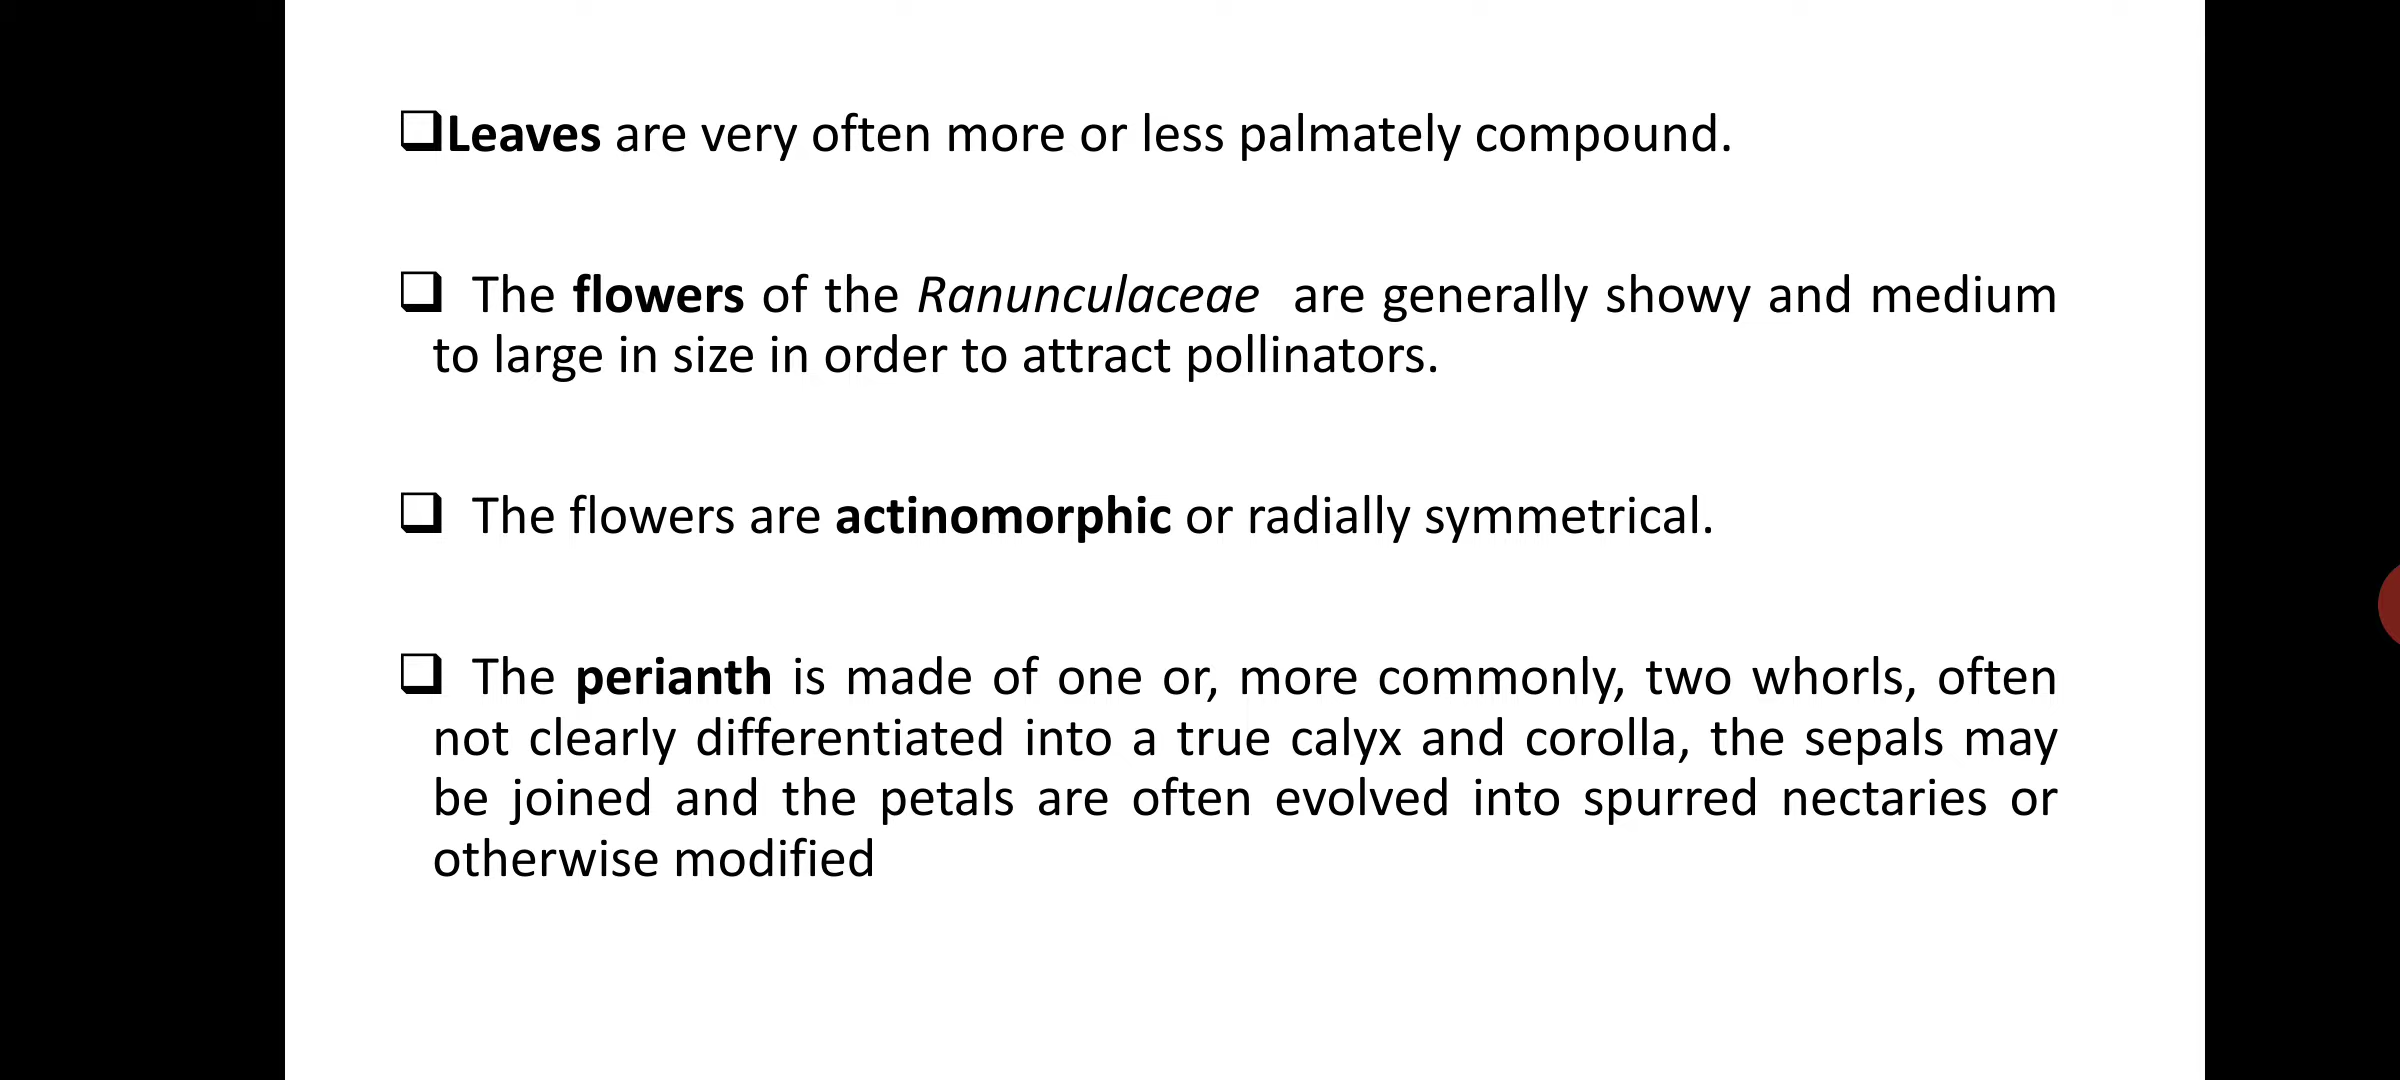 ❑Leaves are very often more or less palmately compound.
❑ The flowers of the Ranunculaceae are generally showy and medium
to large in size in order to attract pollinators.
❑ The flowers are actinomorphic or radially symmetrical.
❑ The perianth is made of one or, more commonly, two whorls, often
not clearly differentiated into a true calyx and corolla, the sepals may
be joined and the petals are often evolved into spurred nectaries or
otherwise modified